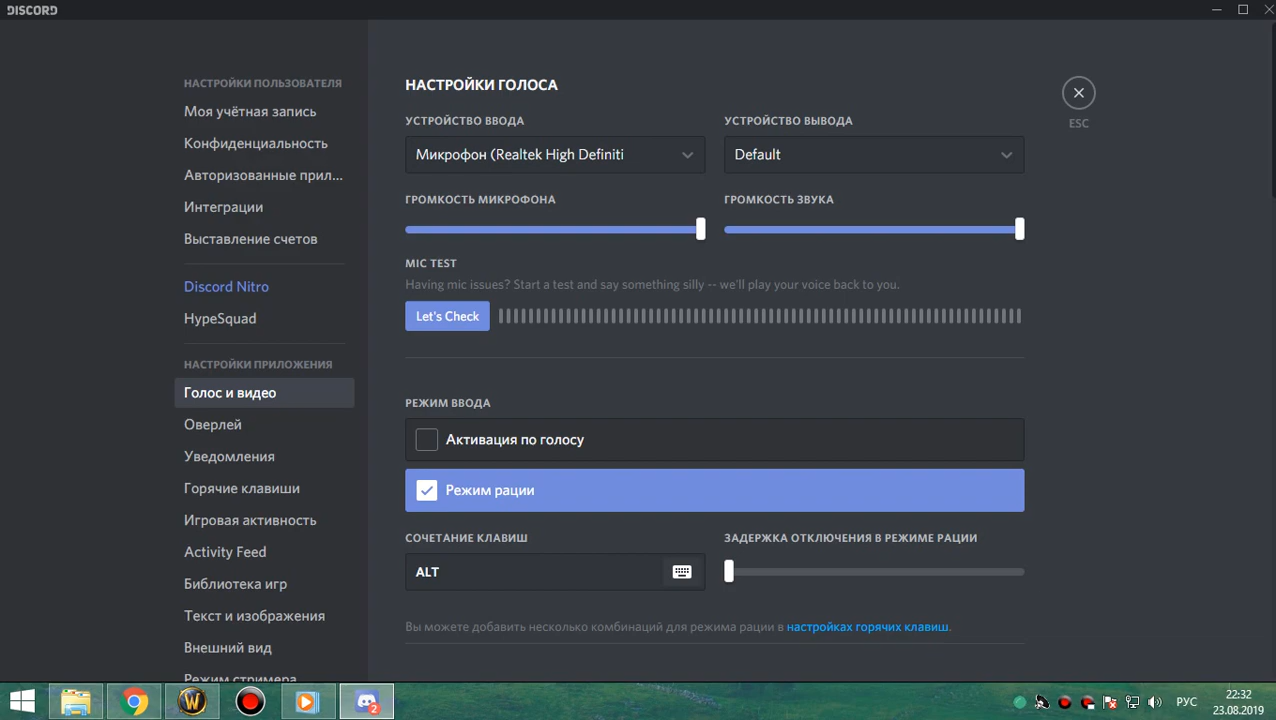 DISCORD
НАСТРОЙКИ ПОЛЬЗОВАТЕЛЯ
Моя учётная запись
Конфиденциальность
Авторизованные прил...
Интеграции
Выставление счетов
Discord Nitro
HypeSquad
НАСТРОЙКИ ПРИЛОЖЕНИЯ
Голос и видео
Оверлей
Уведомления
Горячие клавиши
Игровая активность
Activity Feed
Библиотека игр
Текст и изображения
Внешний вид
Режим стримера
НАСТРОЙКИ ГОЛОСА
УСТРОЙСТВО ВВОДА
УСТРОЙСТВО ВЫВОДА
Микрофон (Realtek High Definiti
Default
ГРОМКОСТЬ МИКРОФОНА
ГРОМКОСТЬ ЗВУКА
MIC TEST
Having mic issues? Start a test and say something silly -- we'll play your voice back to you.
Let's Check
РЕЖИМ ВВОДА
Активация по голосу
Режим рации
СОЧЕТАНИЕ КЛАВИШ
ЗАДЕРЖКА ОТКЛЮЧЕНИЯ В РЕЖИМЕ РАЦИИ
ALT
Вы можете добавить несколько комбинаций для режима рации в настройках горячих клавиш.
ESC
W
2
РУС
22:32
23.08.2019